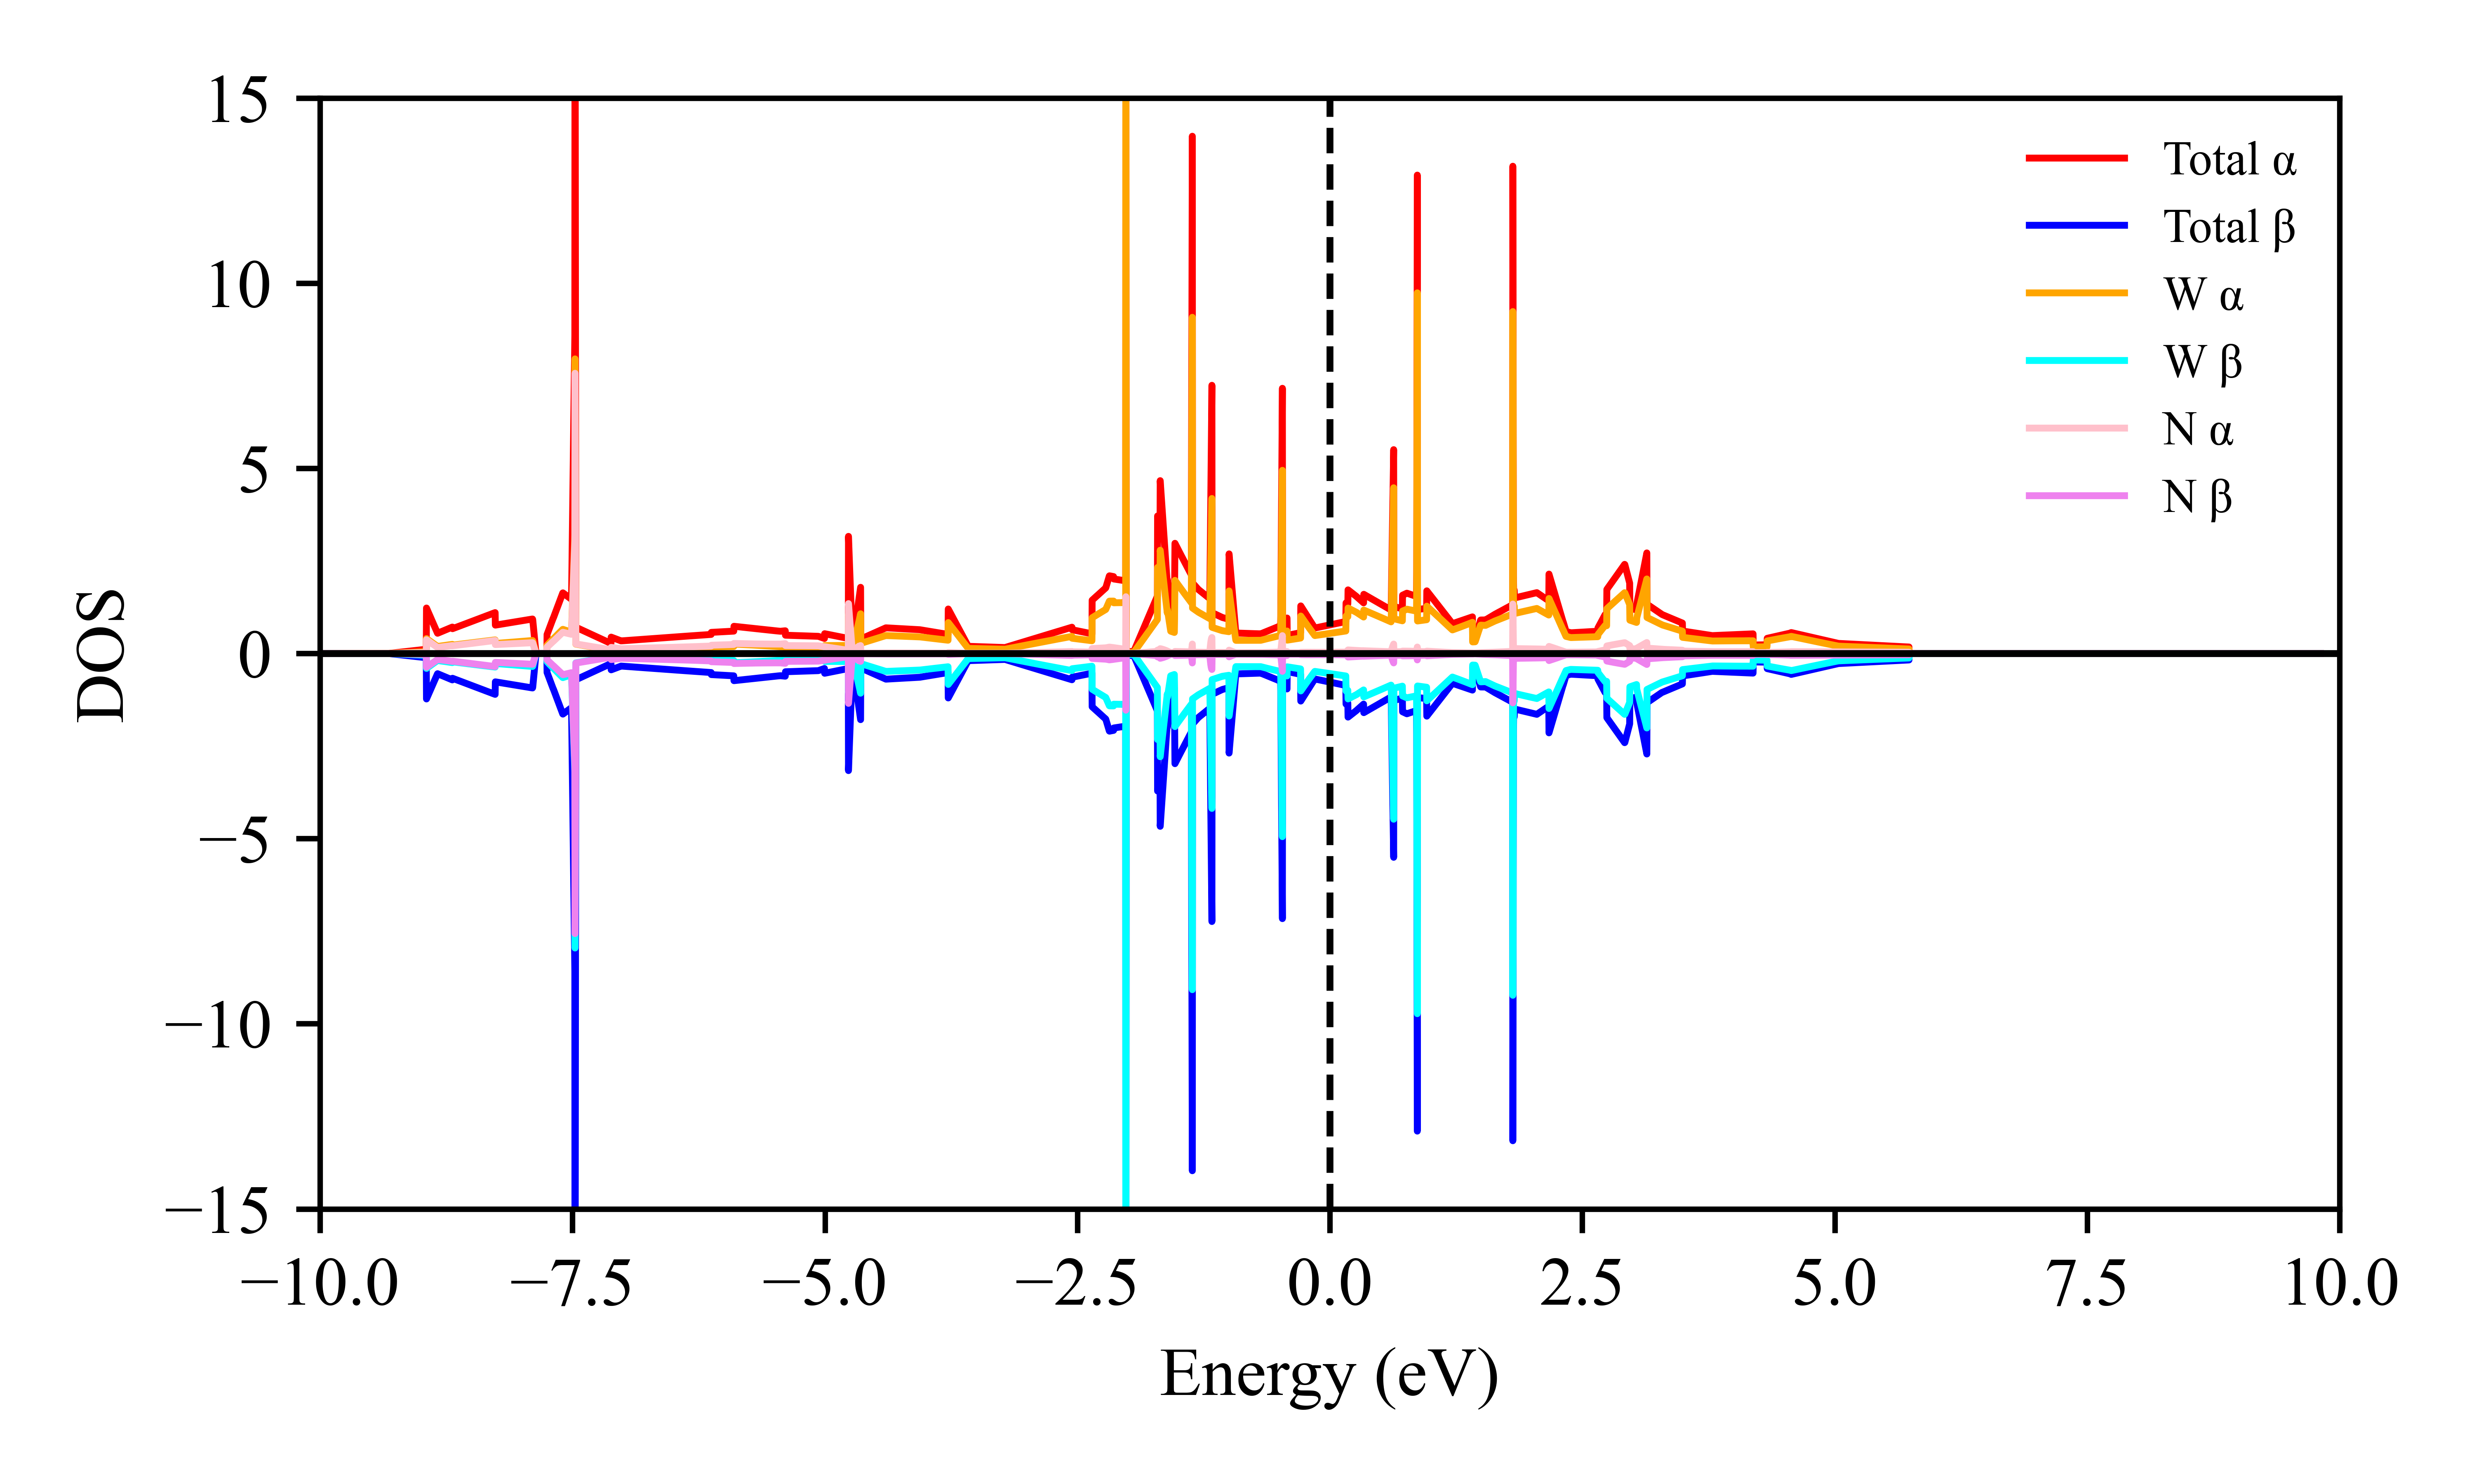 15
10
5
0
−5
−10
−15
DOS
−10.0 −7.5 −5.0 −2.5 0.0 2.5 5.0 7.5 10.0
Energy (eV)
Total α
Total β
W α
W β
N α
N β